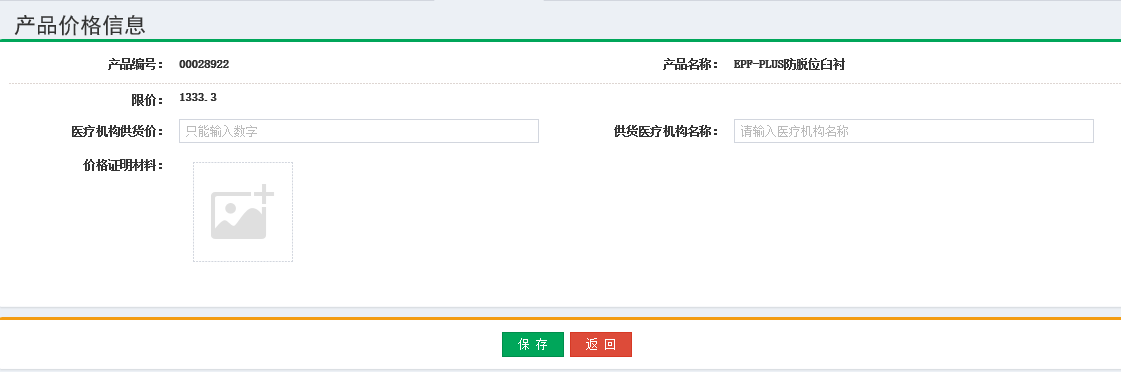 产品价格信息
产品编号： 00028922 产品名称： EPF-PLUS防脱位臼衬
限价： 1333.3
医疗机构供货价： 只能输入数字 供货医疗机构名称： 请输入医疗机构名称
价格证明材料：
保 存 返 回